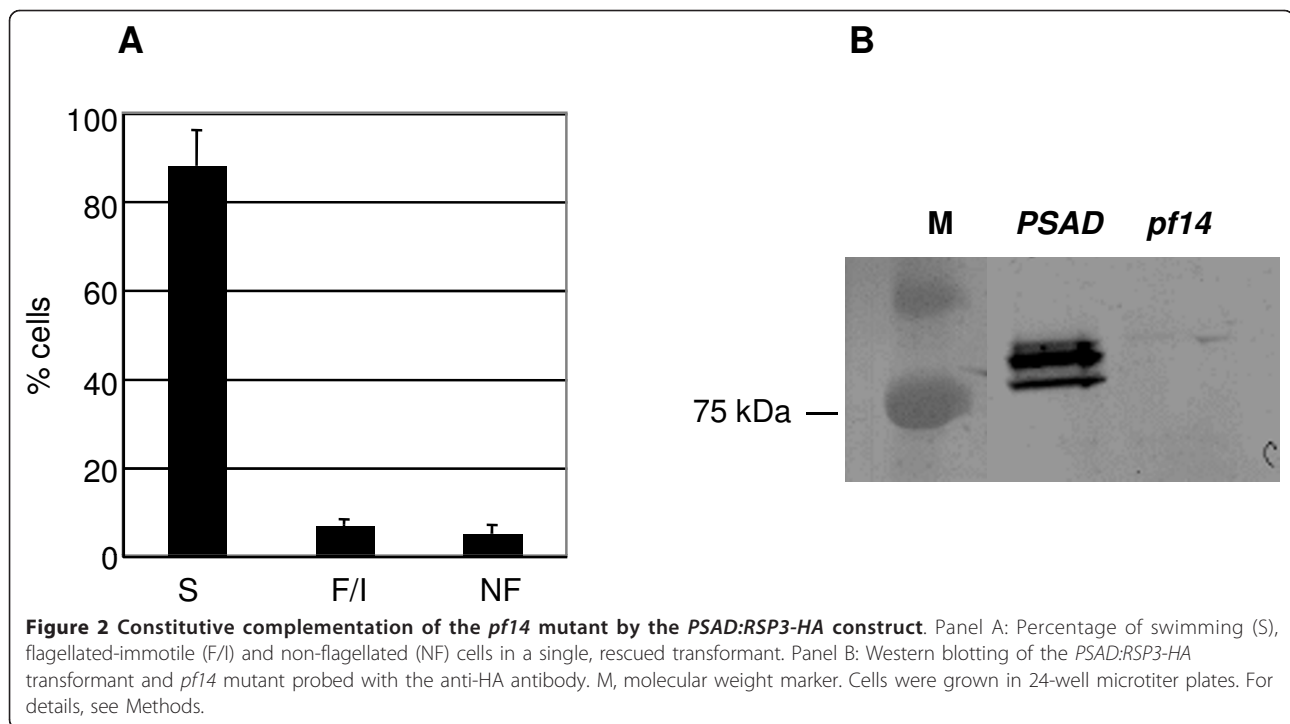 A
B
100
80
60
40
20
0
% cells
S F/I NF
M PSAD pf14
75 kDa
Figure 2 Constitutive complementation of the pf14 mutant by the PSAD:RSP3-HA construct. Panel A: Percentage of swimming (S),
flagellated-immotile (F/I) and non-flagellated (NF) cells in a single, rescued transformant. Panel B: Western blotting of the PSAD:RSP3-HA
transformant and pf14 mutant probed with the anti-HA antibody. M, molecular weight marker. Cells were grown in 24-well microtiter plates. For
details, see Methods.